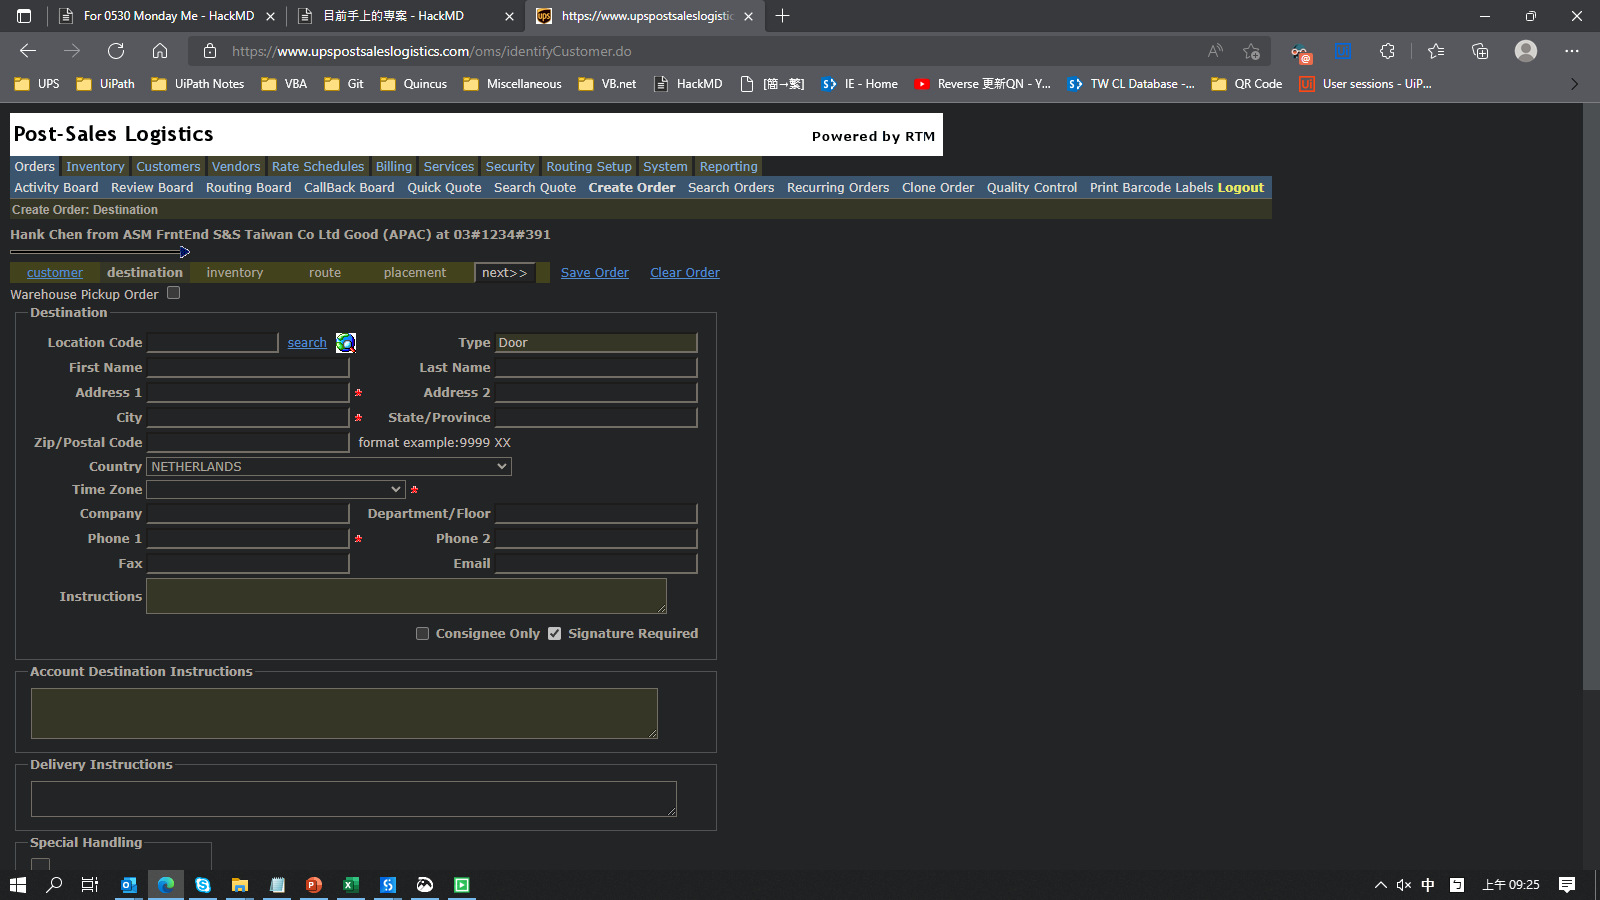 For 0530 Monday Me - HackMD
目前手上的專案 - HackMD
ups https://www.upspostsaleslogistic
https://www.upspostsaleslogistics.com/oms/identifyCustomer.do
UPS UiPath UiPath Notes VBA Git Quincus Miscellaneous VB.net HackMD [簡→繁] IE - Home Reverse 更新QN - Y... TW CL Database -... QR Code Ui User sessions - UiP...
Post-Sales Logistics
Powered by RTM
Orders Inventory Customers Vendors Rate Schedules Billing Services Security Routing Setup System Reporting
Activity Board Review Board Routing Board CallBack Board Quick Quote Search Quote Create Order Search Orders Recurring Orders Clone Order Quality Control Print Barcode Labels Logout
Create Order: Destination
Hank Chen from ASM FrntEnd S&S Taiwan Co Ltd Good (APAC) at 03#1234#391
customer destination inventory route placement next>> Save Order Clear Order
Warehouse Pickup Order
Destination
Location Code search Type Door
First Name Last Name
Address 1 * Address 2
City * State/Province
Zip/Postal Code format example:9999 XX
Country NETHERLANDS
Time Zone *
Company Department/Floor
Phone 1 * Phone 2
Fax Email
Instructions
Consignee Only Signature Required
Account Destination Instructions
Delivery Instructions
Special Handling
中 上午 09:25